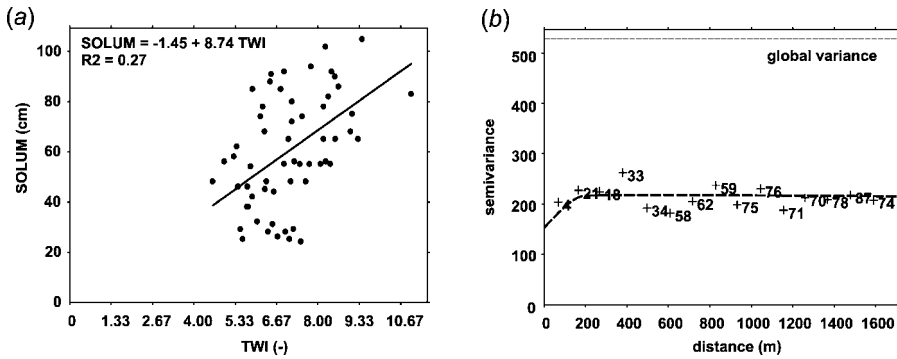 (a)
SOLUM = -1.45 + 8.74 TWI
R2 = 0.27
SOLUM (cm)
100
80
60
40
20
0
0 1.33 2.67 4.00 5.33 6.67 8.00 9.33 10.67
TWI (-)
(b)
global variance
semivariance
500
400
300
200
100
0
4 21 18 33 34 58 62 59 75 76 71 70 78 87 74
0 200 400 600 800 1000 1200 1400 1600
distance (m)